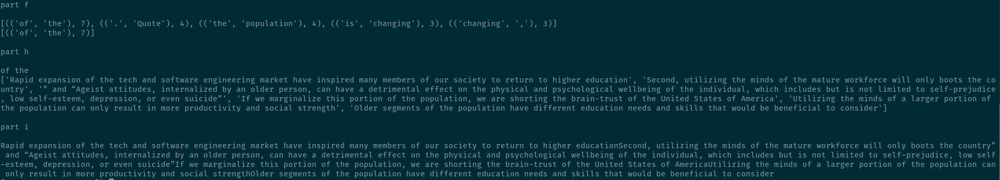 part f
[(('of', 'the'), 7), (('.', 'Quote'), 4), (('the', 'population'), 4), (('is', 'changing'), 3), (('changing', ','), 3)]
[(('of', 'the'), 7)]
part h
of the
['Rapid expansion of the tech and software engineering market have inspired many members of our society to return to higher education', 'Second, utilizing the minds of the mature workforce will only boots the co
untry', '” and “Ageist attitudes, internalized by an older person, can have a detrimental effect on the physical and psychological wellbeing of the individual, which includes but is not limited to self-prejudice
, low self-esteem, depression, or even suicide”', 'If we marginalize this portion of the population, we are shorting the brain-trust of the United States of America', 'Utilizing the minds of a larger portion of
the population can only result in more productivity and social strength', 'Older segments of the population have different education needs and skills that would be beneficial to consider']
part i
Rapid expansion of the tech and software engineering market have inspired many members of our society to return to higher educationSecond, utilizing the minds of the mature workforce will only boots the country”
and “Ageist attitudes, internalized by an older person, can have a detrimental effect on the physical and psychological wellbeing of the individual, which includes but is not limited to self-prejudice, low self
-esteem, depression, or even suicide”If we marginalize this portion of the population, we are shorting the brain-trust of the United States of AmericaUtilizing the minds of a larger portion of the population can
only result in more productivity and social strengthOlder segments of the population have different education needs and skills that would be beneficial to consider